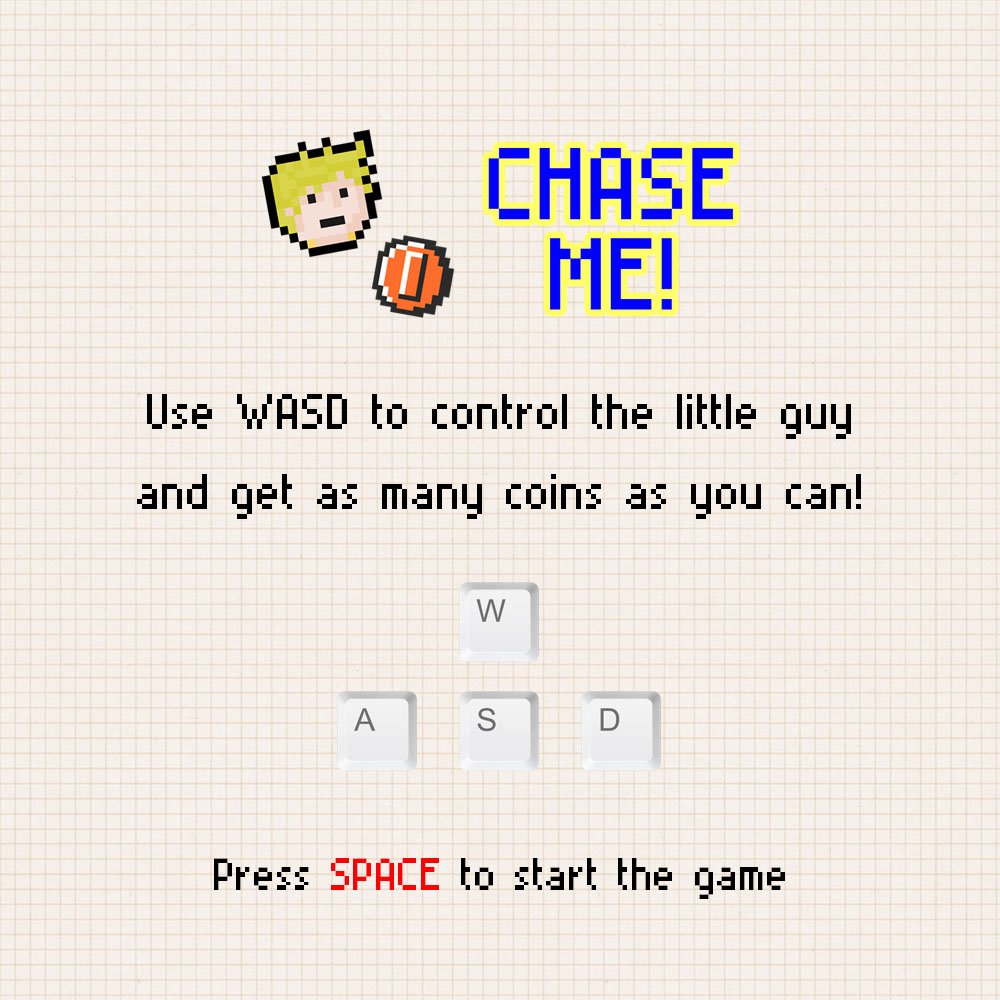 CHASE
ME!
Use WASD to control the little guy
and get as many coins as you can!
W
A S D
Press SPACE to start the game